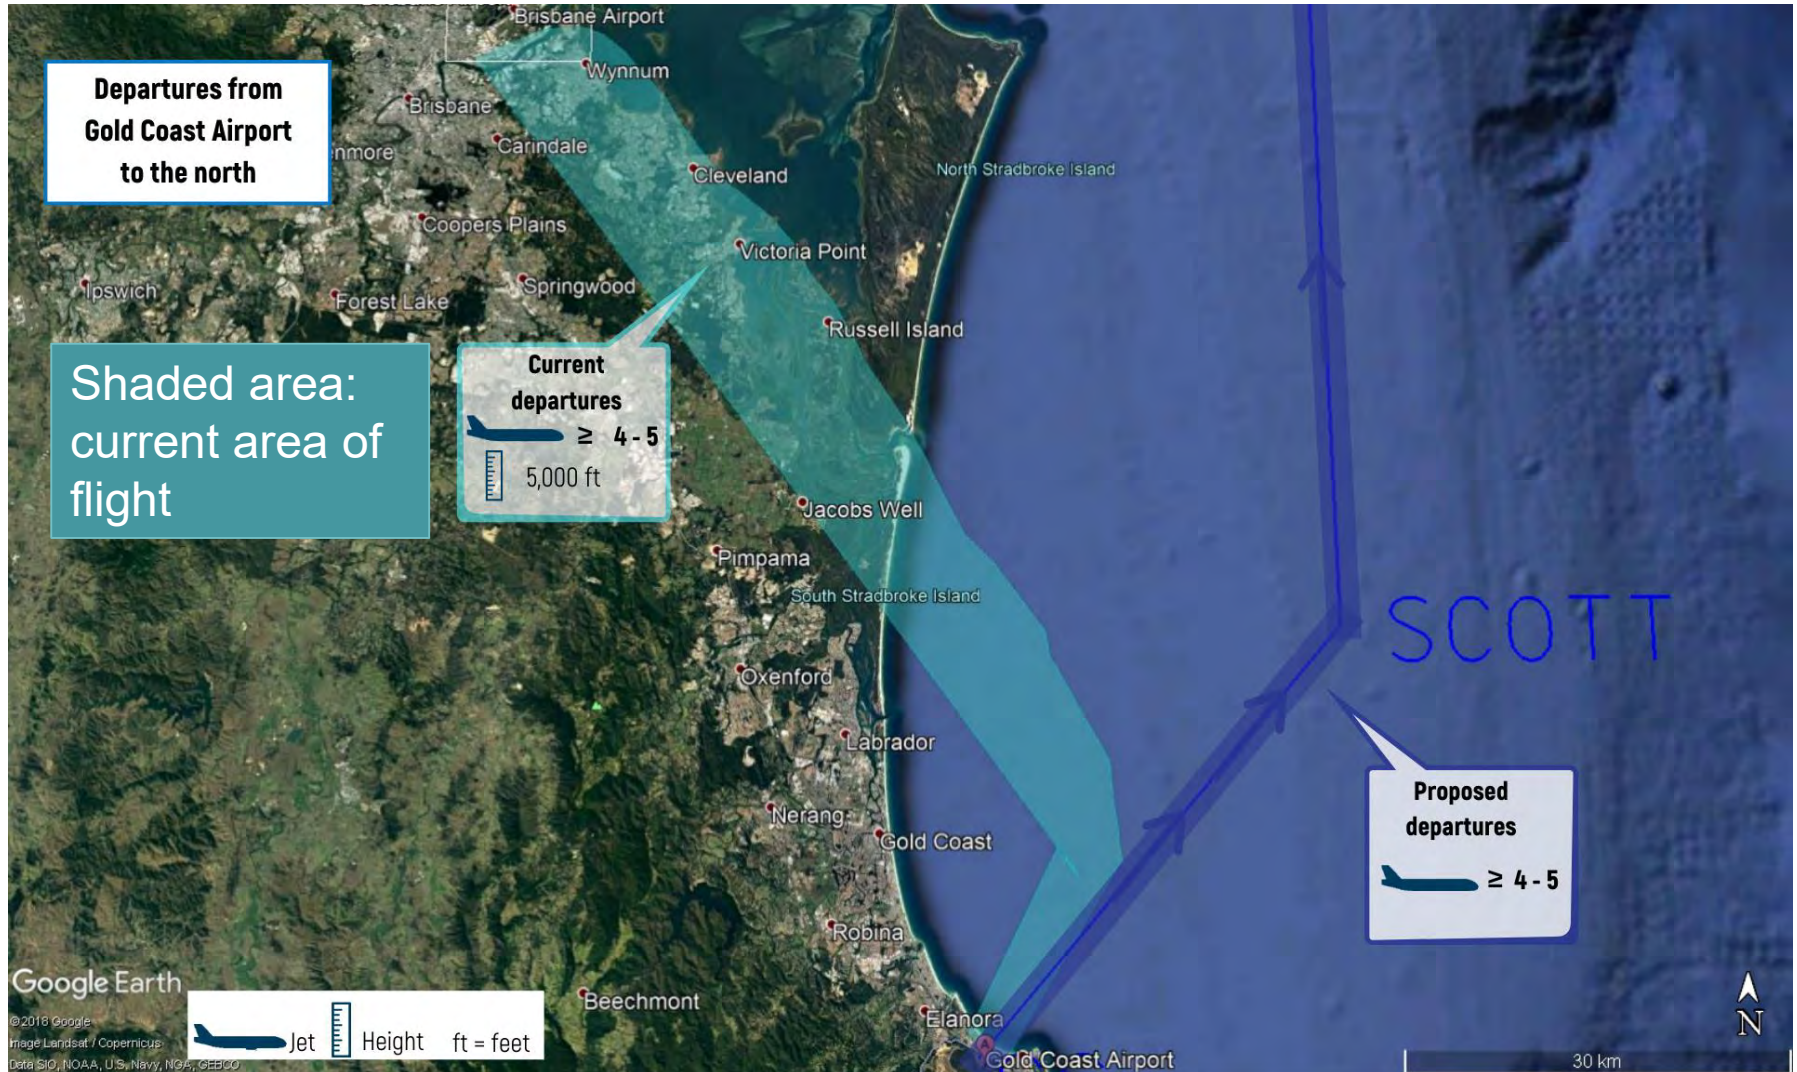 Brisbane Airport
Departures from
Gold Coast Airport
to the north
Wynnum
Brisbane
Carindale
enmore
Cleveland
North Stradbroke Island
Coopers Plains
Victoria Point
Ipswich
Forest Lake
Springwood
Russell Island
Shaded area:
current area of
flight
Current
departures
≥ 4 - 5
5,000 ft
Jacobs Well
Pimpama
South Stradbroke Island
SCOTT
Oxenford
Labrador
Proposed
departures
≥ 4 - 5
Nerang
Gold Coast
Robina
Google Earth
Beechmont
Elanora
©2018 Google
Image Landsat / Copernicus
Data SIO, NOAA, U.S. Navy, NGA, GEBCO
Jet
Height
ft = feet
A
Gold Coast Airport
N
30 km